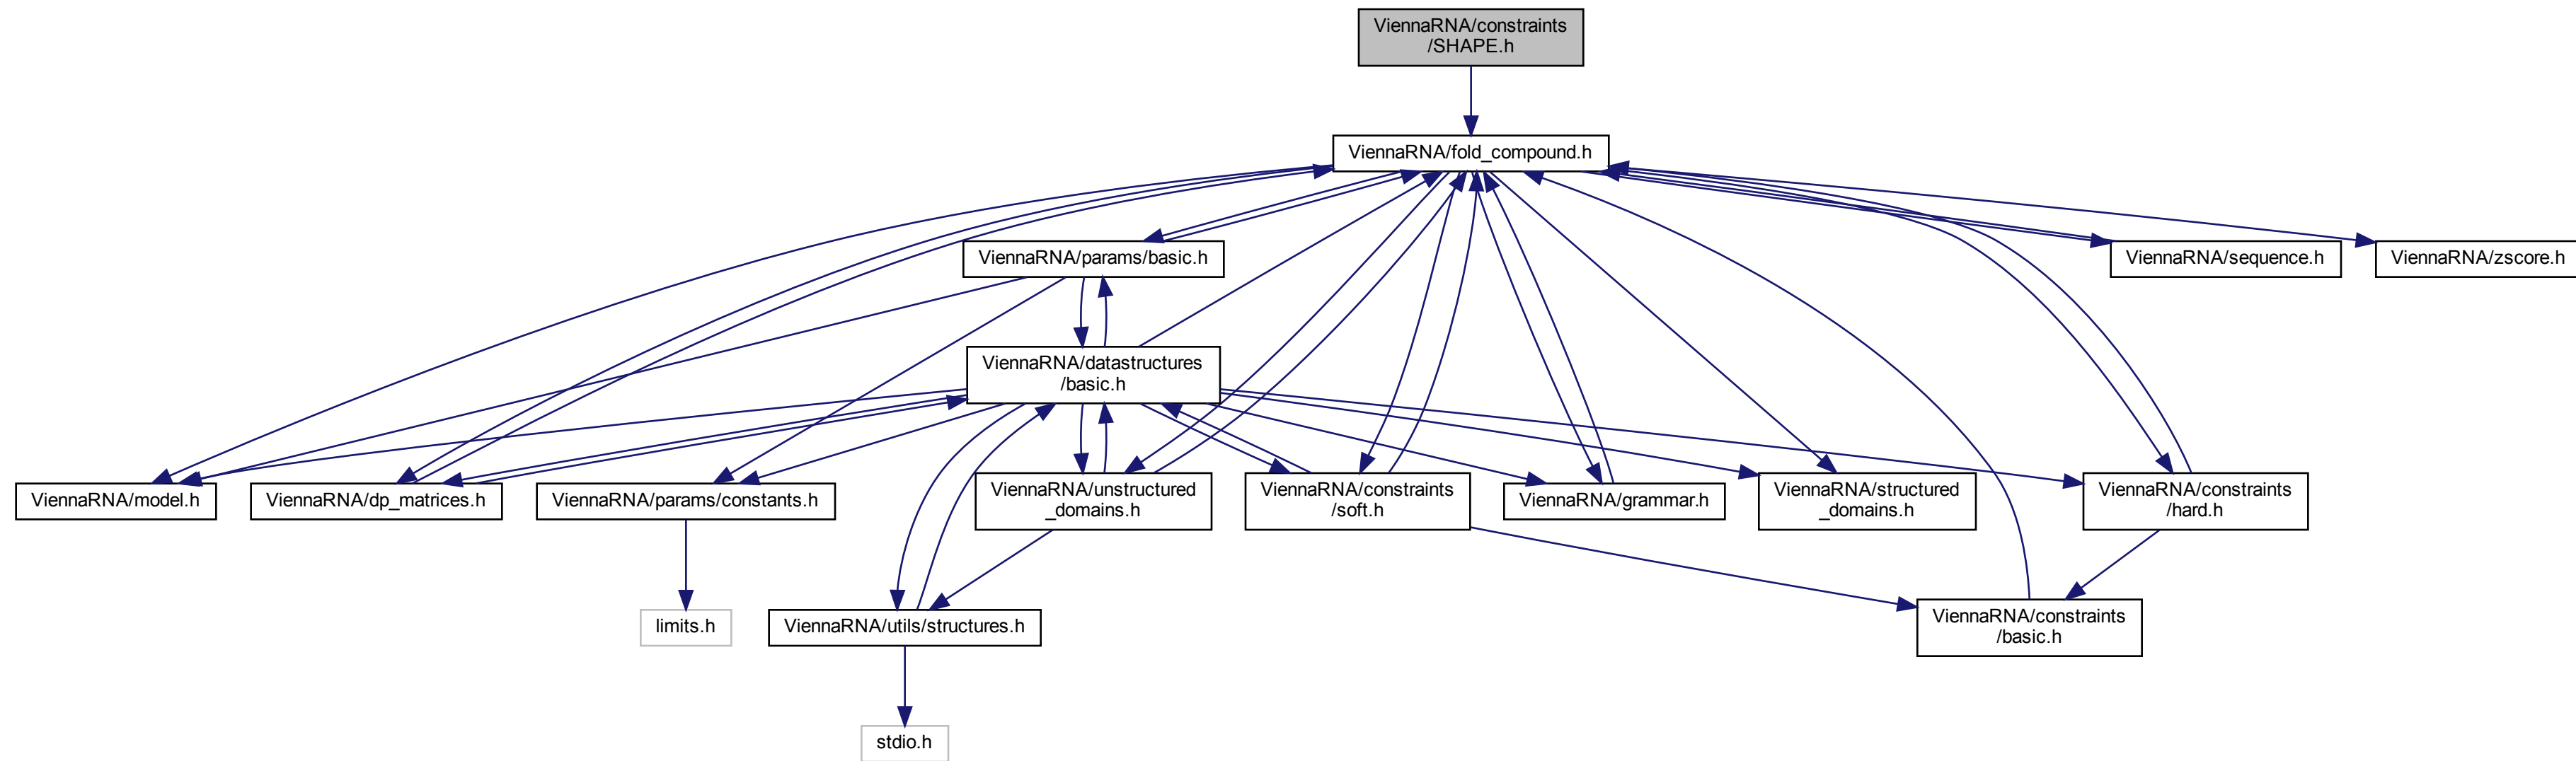 ViennaRNA/constraints
/SHAPE.h
ViennaRNA/fold_compound.h
ViennaRNA/params/basic.h
ViennaRNA/sequence.h
ViennaRNA/zscore.h
ViennaRNA/datastructures
/basic.h
ViennaRNA/model.h
ViennaRNA/dp_matrices.h
ViennaRNA/params/constants.h
ViennaRNA/unstructured
_domains.h
ViennaRNA/constraints
/soft.h
ViennaRNA/grammar.h
ViennaRNA/structured
_domains.h
ViennaRNA/constraints
/hard.h
limits.h
ViennaRNA/utils/structures.h
ViennaRNA/constraints
/basic.h
stdio.h